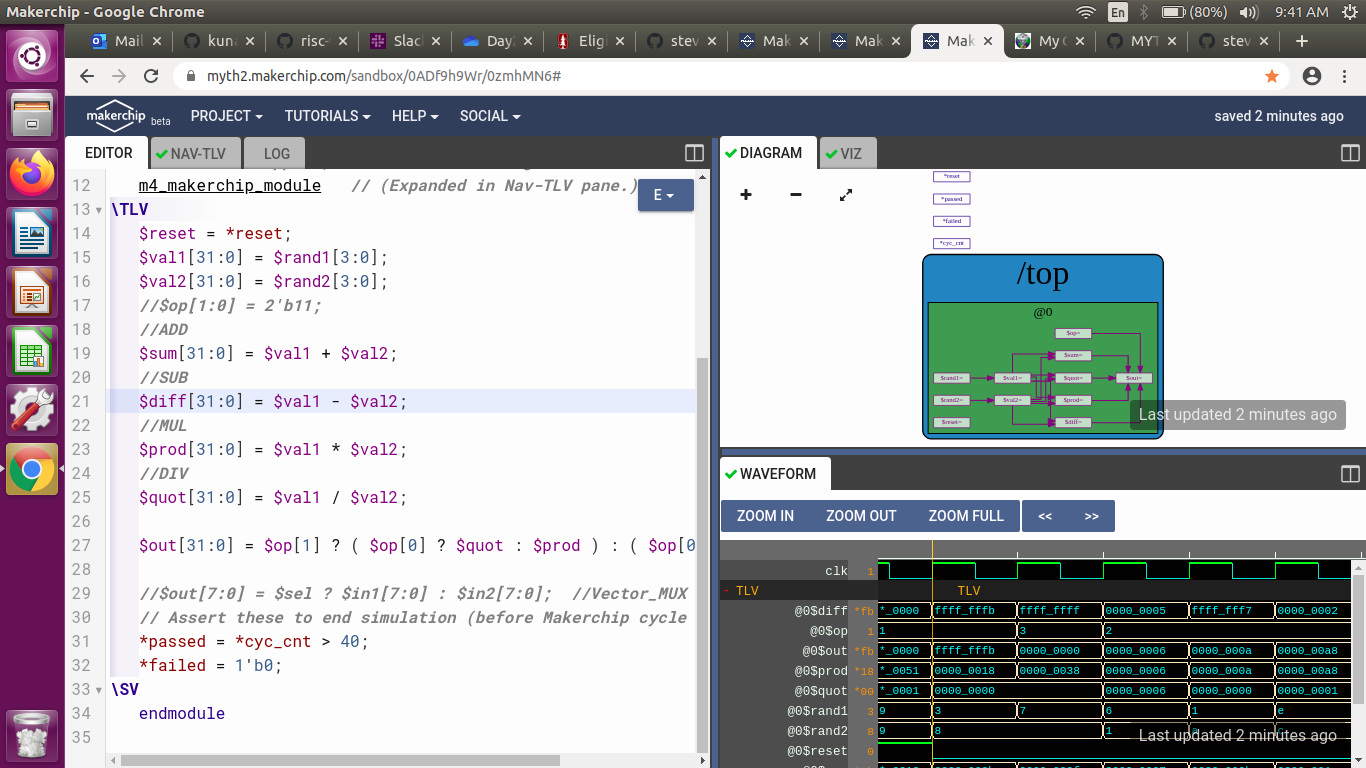 Makerchip - Google Chrome
En (80%) 9:41 AM
Mail kuna risc- Slac Day Elig stev Mak Mak Mak My MYT stev
myth2.makerchip.com/sandbox/0ADf9h9Wr/0zmhMN6#
makerchip beta PROJECT TUTORIALS HELP SOCIAL saved 2 minutes ago
EDITOR NAV-TLV LOG
E
12 m4_makerchip_module // (Expanded in Nav-TLV pane.)
13 \TLV
14 $reset = *reset;
15 $val1[31:0] = $rand1[3:0];
16 $val2[31:0] = $rand2[3:0];
17 //$op[1:0] = 2'b11;
18 //ADD
19 $sum[31:0] = $val1 + $val2;
20 //SUB
21 $diff[31:0] = $val1 - $val2;
22 //MUL
23 $prod[31:0] = $val1 * $val2;
24 //DIV
25 $quot[31:0] = $val1 / $val2;
26
27 $out[31:0] = $op[1] ? ( $op[0] ? $quot : $prod ) : ( $op[0
28
29 //$out[7:0] = $sel ? $in1[7:0] : $in2[7:0]; //Vector_MUX
30 // Assert these to end simulation (before Makerchip cycle
31 *passed = *cyc_cnt > 40;
32 *failed = 1'b0;
33 \SV
34 endmodule
35
DIAGRAM VIZ
*reset
*passed
*failed
*cyc_cnt
/top
@0
$op=
$sum=
$rand1= $val1= $quot= $out=
$rand2= $val2= $prod=
$reset= $diff=
Last updated 2 minutes ago
WAVEFORM
ZOOM IN ZOOM OUT ZOOM FULL << >>
clk 1
- TLV TLV
@0$diff *fb *_0000 ffff_fffb ffff_ffff 0000_0005 ffff_fff7 0000_0002
@0$op 1 1 3 2
@0$out *fb *_0000 ffff_fffb 0000_0000 0000_0006 0000_000a 0000_00a8
@0$prod *18 *_0051 0000_0018 0000_0038 0000_0006 0000_000a 0000_00a8
@0$quot *00 *_0001 0000_0000 0000_0006 0000_0000 0000_0001
@0$rand1 3 9 3 7 6 1 e
@0$rand2 8 9 8 1
@0$reset 0
Last updated 2 minutes ago